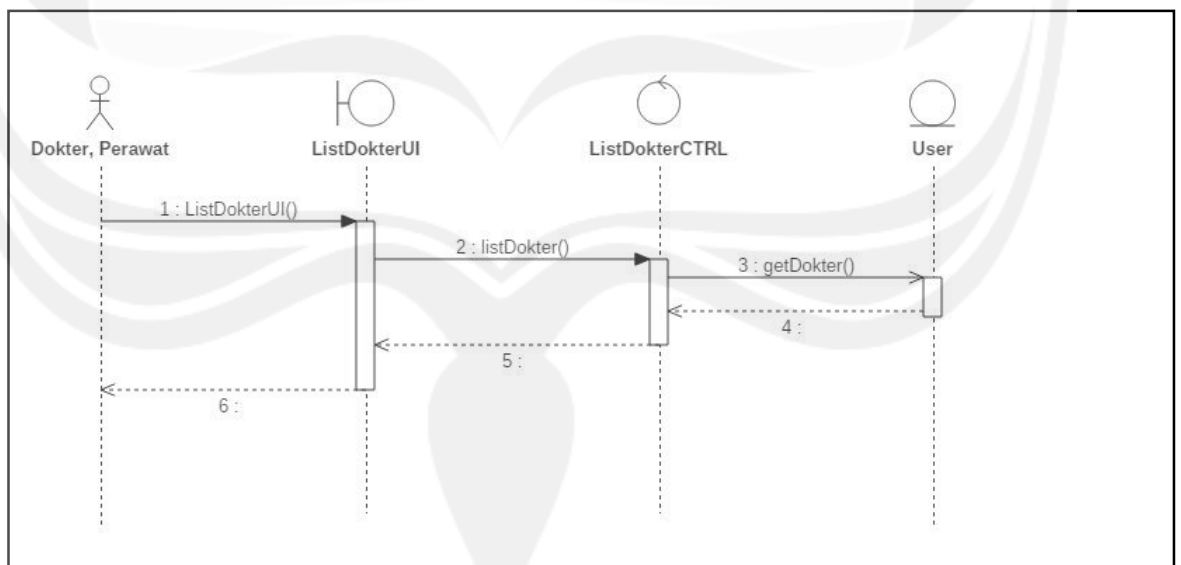 Dokter, Perawat
ListDokterUI
ListDokterCTRL
User
1 : ListDokterUI()
2 : listDokter()
3 : getDokter()
4 :
5 :
6 :